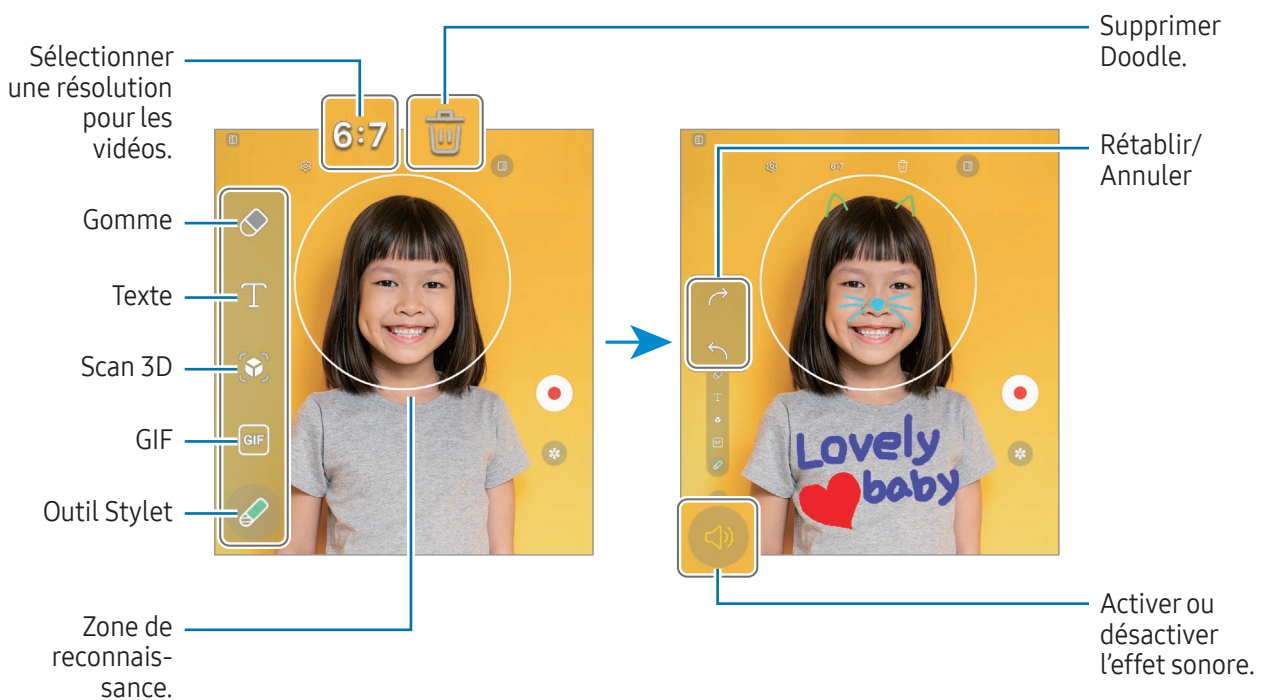 Sélectionner
une résolution
pour les
vidéos.
6:7
Gomme
Texte
T
Scan 3D
GIF
GIF
Outil Stylet
Zone de
reconnais-
sance.
Supprimer
Doodle.
Rétablir/
Annuler
6:7
T
GIF
Lovely
baby
Activer ou
désactiver
l'effet sonore.